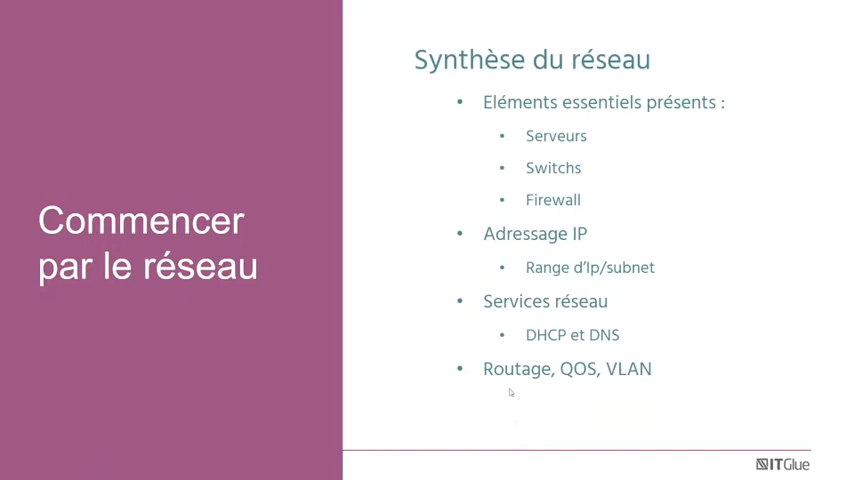 Commencer
par le réseau
Synthèse du réseau
• Eléments essentiels présents :
• Serveurs
• Switchs
• Firewall
• Adressage IP
• Range d'Ip/subnet
• Services réseau
• DHCP et DNS
• Routage, QOS, VLAN
ITGlue